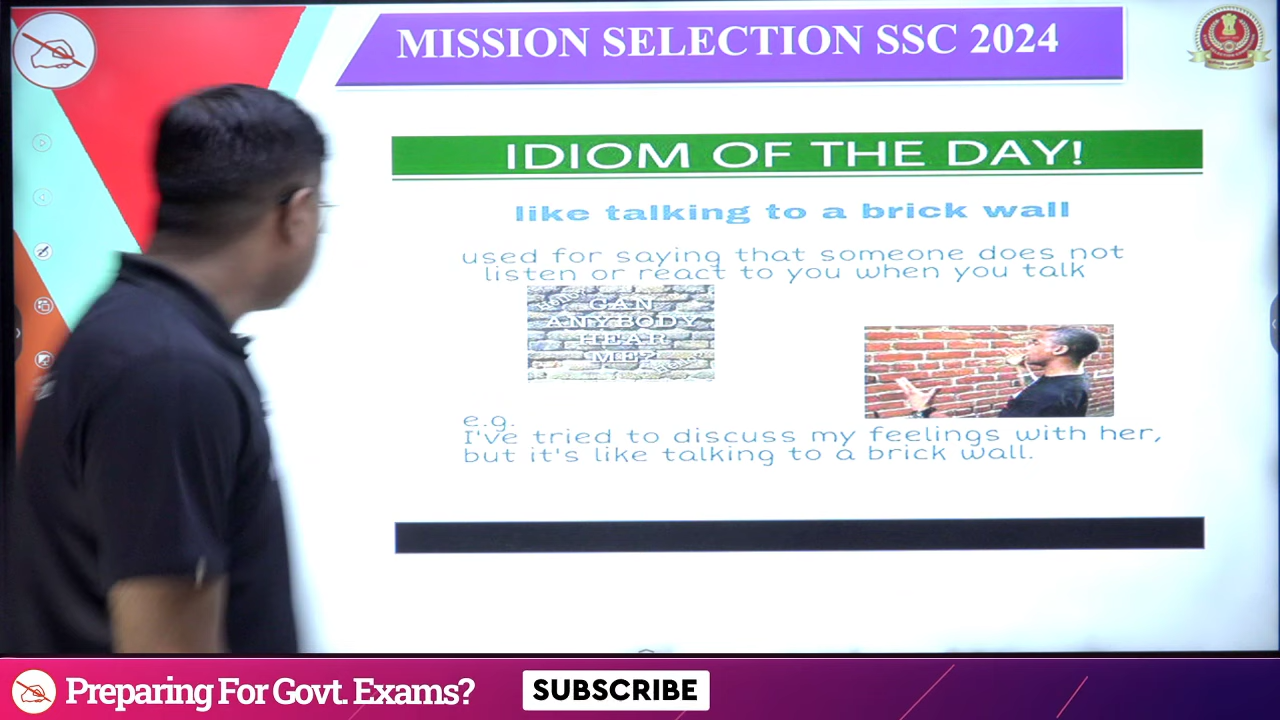 MISSION SELECTION SSC 2024
IDIOM OF THE DAY!
like talking to a brick wall
used for saying that someone does not
listen or react to you when you talk
CAN
ANYBODY
HEAR
ME?
e.g.
I've tried to discuss my feelings with her,
but it's like talking to a brick wall.
Preparing For Govt. Exams?
SUBSCRIBE